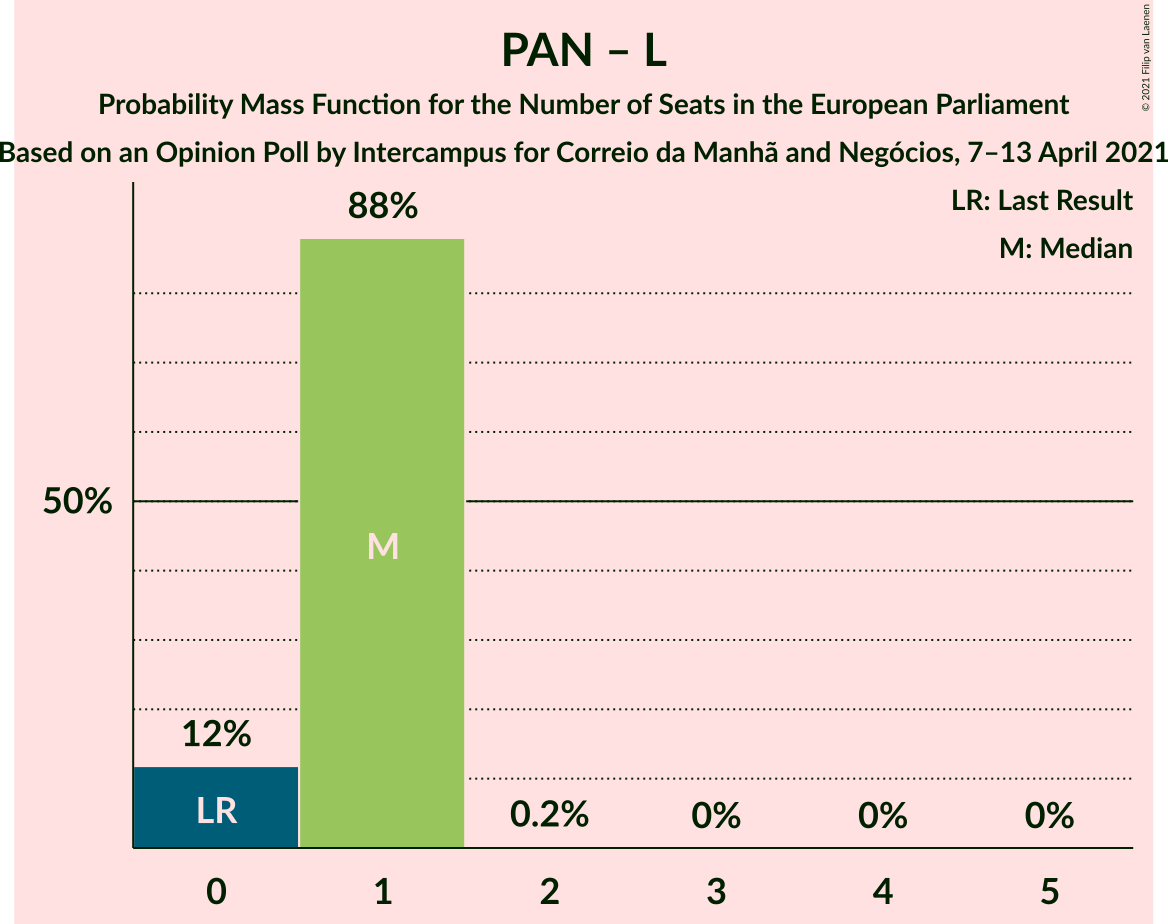 PAN – L
Probability Mass Function for the Number of Seats in the European Parliament
Based on an Opinion Poll by Intercampus for Correio da Manhã and Negócios, 7–13 April 2021
© 2021 Filip van Laenen
LR: Last Result
M: Median
88%
50%
M
12%
LR
0.2%
0%
0%
0%
0
1
2
3
4
5